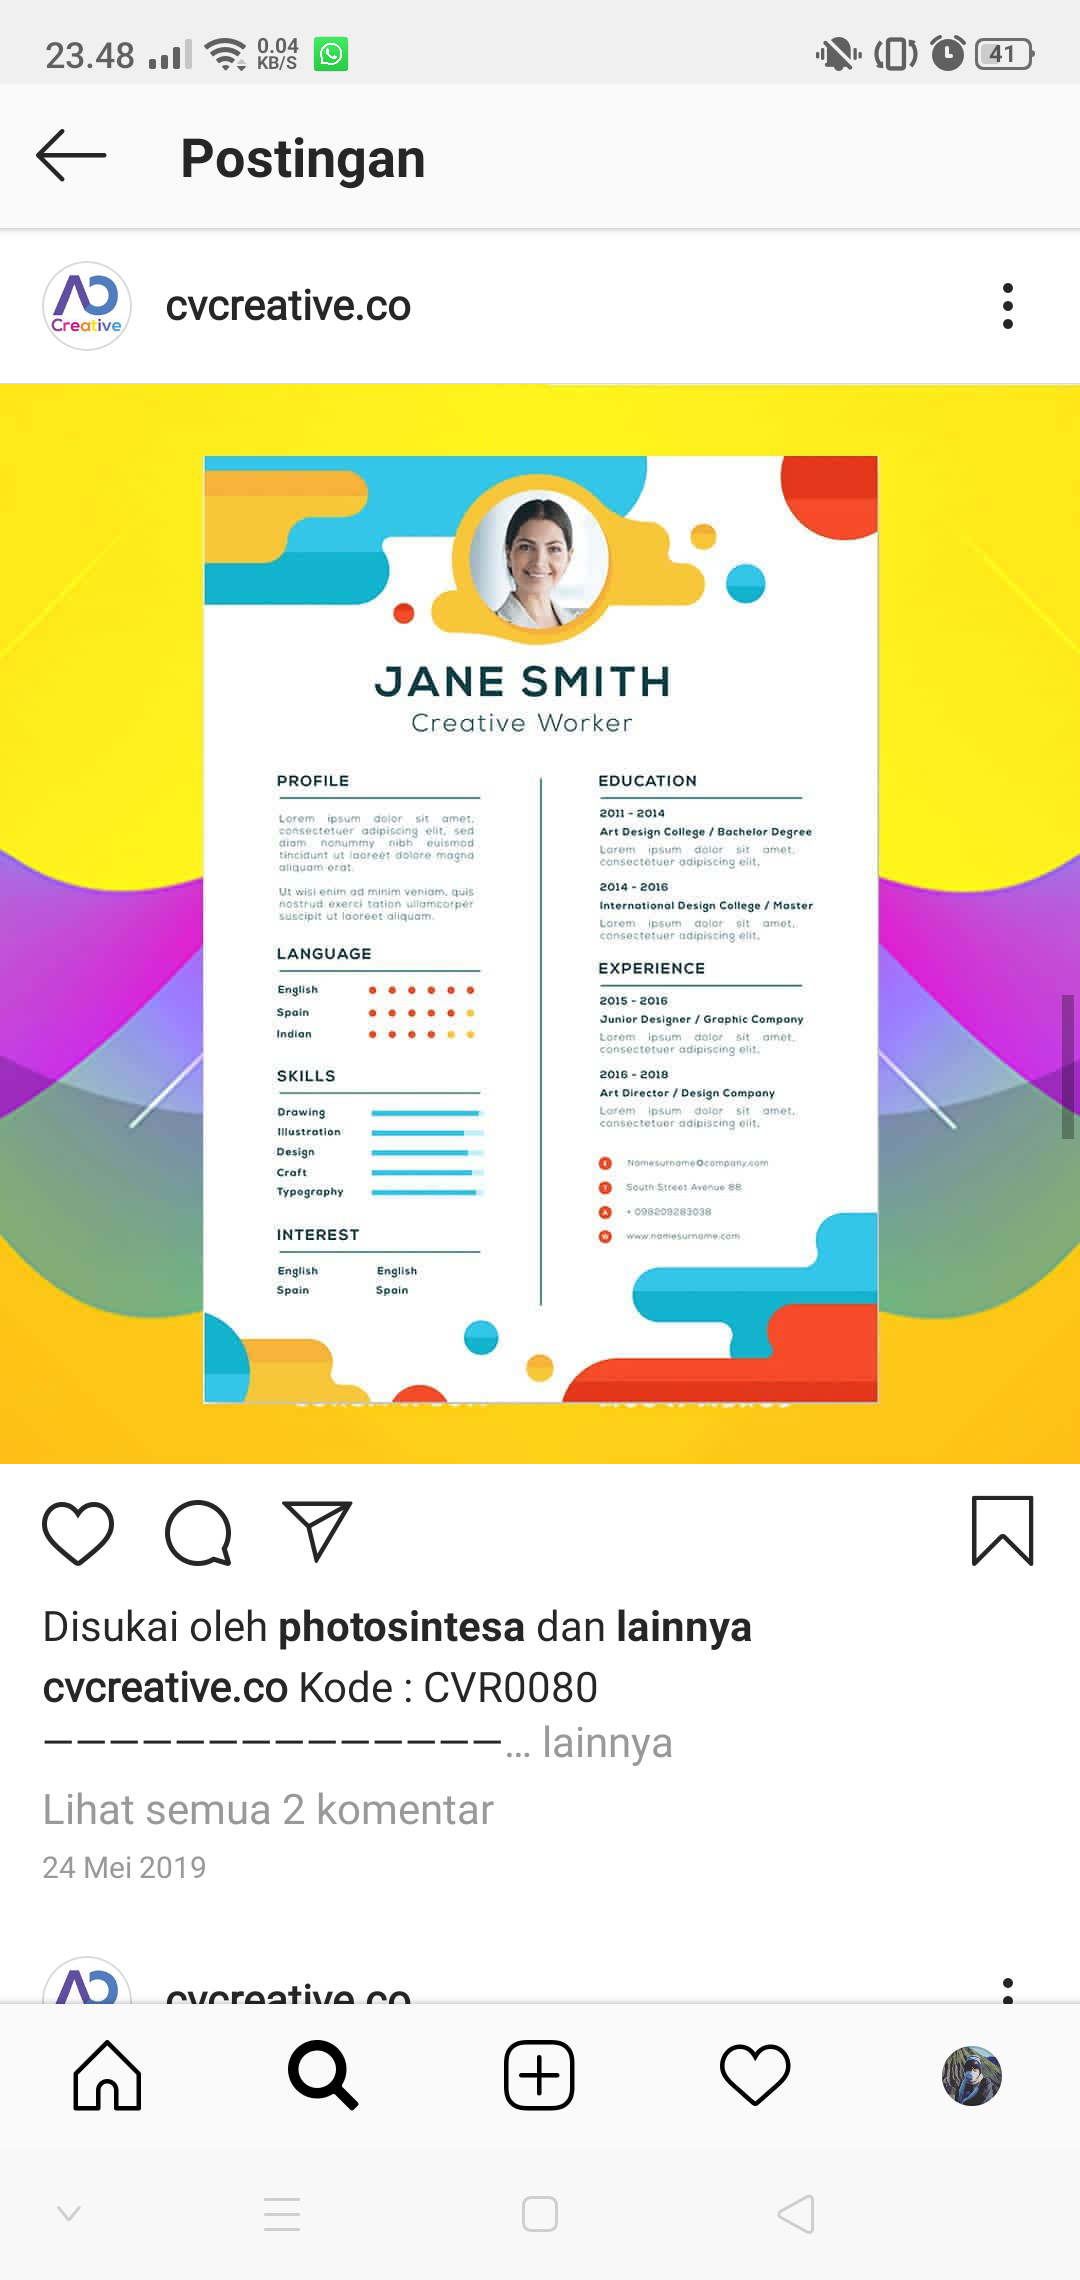 23.48
0.04
KB/S
41
Postingan
AD
Creative
cvcreative.co
JANE SMITH
Creative Worker
PROFILE
Lorem ipsum dolor sit amet,
consectetuer adipiscing elit, sed
diam nonummy nibh euismod
tincidunt ut laoreet dolore magna
aliquam erat.
Ut wisi enim ad minim veniam, quis
nostrud exerci tation ullamcorper
suscipit ut laoreet aliquam.
LANGUAGE
English
Spain
Indian
SKILLS
Drawing
Illustration
Design
Craft
Typography
INTEREST
English English
Spain Spain
EDUCATION
2011 - 2014
Art Design College / Bachelor Degree
Lorem ipsum dolor sit amet,
consectetuer adipiscing elit,
2014 - 2016
International Design College / Master
Lorem ipsum dolor sit amet,
consectetuer adipiscing elit,
EXPERIENCE
2015 - 2016
Junior Designer / Graphic Company
Lorem ipsum dolor sit amet,
consectetuer adipiscing elit,
2016 - 2018
Art Director / Design Company
Lorem ipsum dolor sit amet,
consectetuer adipiscing elit,
Namesurname@company.com
South Street Avenue 88
+ 098209283038
www.namesurname.com
Disukai oleh photosintesa dan lainnya
cvcreative.co Kode : CVR0080
——————————————... lainnya
Lihat semua 2 komentar
24 Mei 2019
cvcreative.co